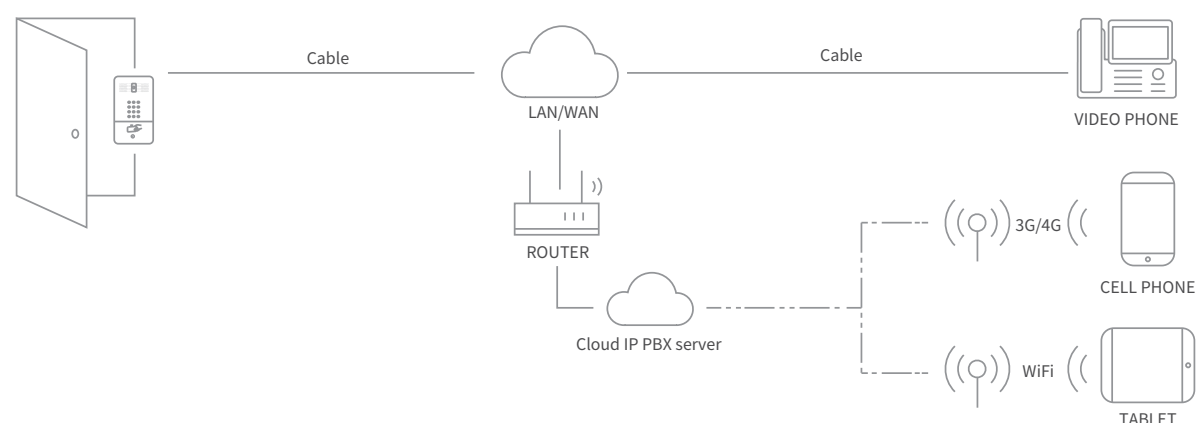 Cable
Cable
LAN/WAN
VIDEO PHONE
ROUTER
3G/4G
CELL PHONE
Cloud IP PBX server
WiFi
TABLET